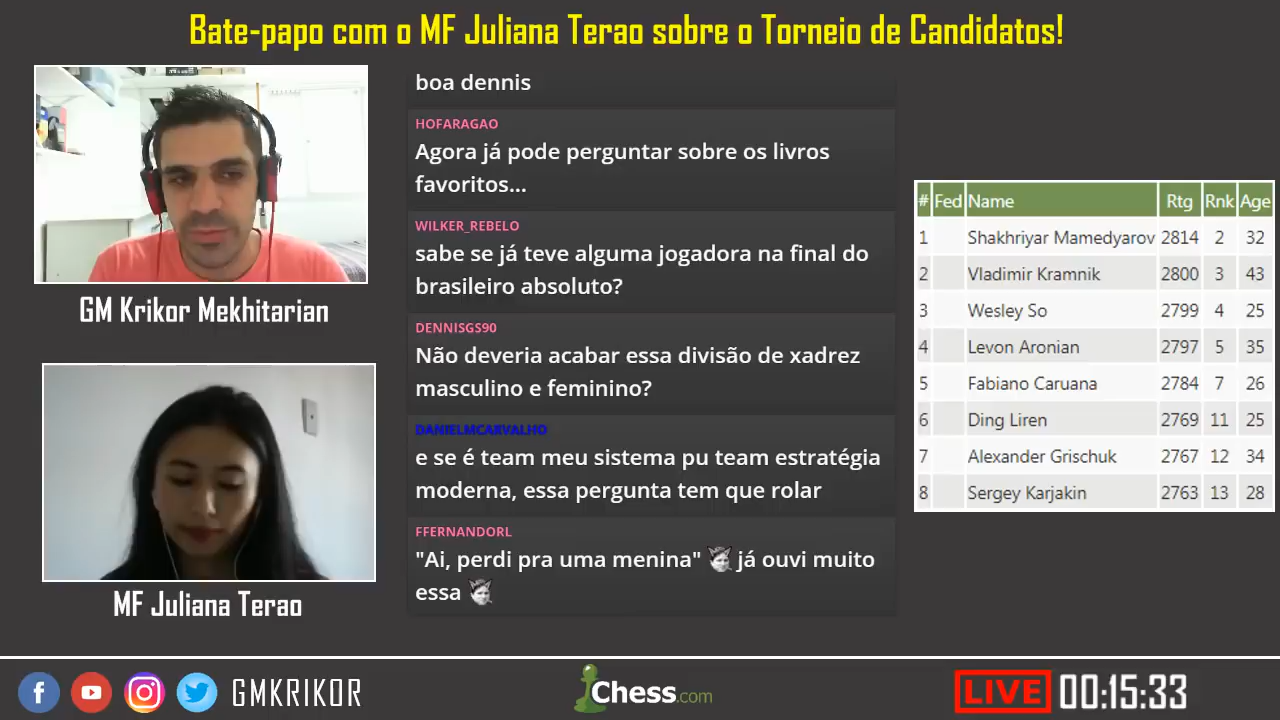 Bate-papo com o MF Juliana Terao sobre o Torneio de Candidatos!
GM Krikor Mekhitarian
MF Juliana Terao
boa dennis
HOFARAGAO
Agora já pode perguntar sobre os livros
favoritos...
WILKER_REBELO
sabe se já teve alguma jogadora na final do
brasileiro absoluto?
DENNISGS90
Não deveria acabar essa divisão de xadrez
masculino e feminino?
DANIELMCARVALHO
e se é team meu sistema pu team estratégia
moderna, essa pergunta tem que rolar
FFERNANDORL
"Ai, perdi pra uma menina" já ouvi muito
essa
# Fed Name Rtg Rnk Age
1 Shakhriyar Mamedyarov 2814 2 32
2 Vladimir Kramnik 2800 3 43
3 Wesley So 2799 4 25
4 Levon Aronian 2797 5 35
5 Fabiano Caruana 2784 7 26
6 Ding Liren 2769 11 25
7 Alexander Grischuk 2767 12 34
8 Sergey Karjakin 2763 13 28
GMKRIKOR
Chess.com
LIVE 00:15:33